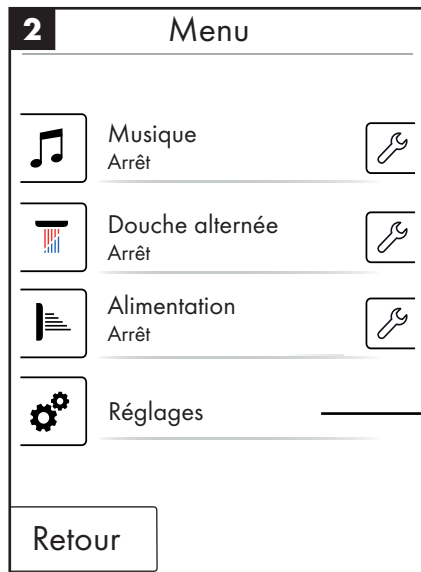 2
Menu
Musique
Arrêt
Douche alternée
Arrêt
Alimentation
Arrêt
Réglages
Retour